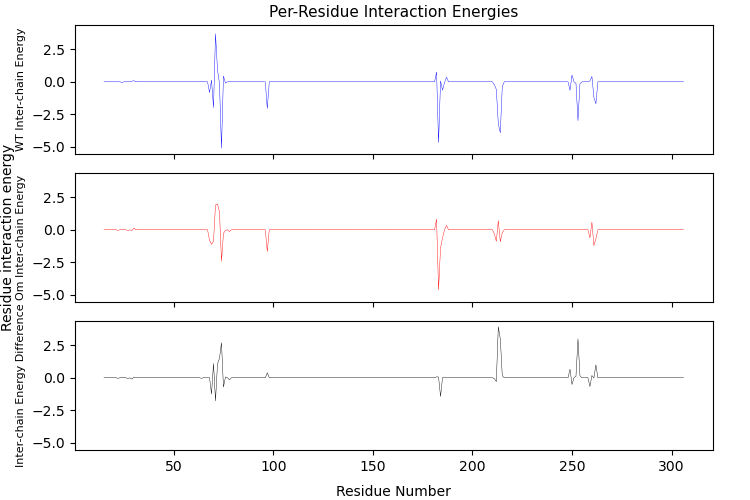 Per-Residue Interaction Energies
Residue interaction energy
WT Inter-chain Energy
2.5
0.0
−2.5
−5.0
Om Inter-chain Energy
2.5
0.0
−2.5
−5.0
Inter-chain Energy Difference
2.5
0.0
−2.5
−5.0
50 100 150 200 250 300
Residue Number